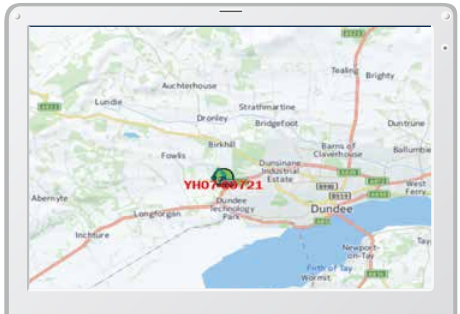 Tealing
Brighty
Auchterhouse
Lundie
Strathmartine
Dronley
Bridgefoot
Duntrune
Birkhill
Barns of
Claverhouse
Ballumbie
Fowlis
Dunsinane
Industrial
Estate
West
Ferry
Abernyte
Dundee
Technology
Park
Longforgan
Dundee
Inchture
Newport-
on-Tay
Tay
Firth of Tay
Wormit